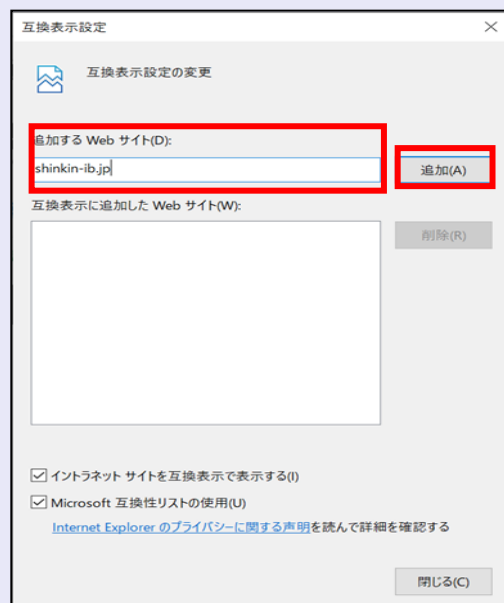 互換表示設定
互換表示設定の変更
追加する Web サイト(D):
shinkin-ib.jp
追加(A)
互換表示に追加した Web サイト(W):
削除(R)
イントラネット サイトを互換表示で表示する(I)
Microsoft 互換性リストの使用(U)
Internet Explorer のプライバシーに関する声明を読んで詳細を確認する
閉じる(C)